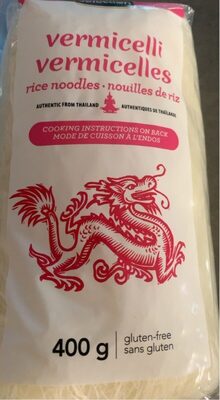 vermicelli
vermicelles
rice noodles • nouilles de riz
AUTHENTIC FROM THAILAND AUTHENTIQUES DE THAÏLANDE
COOKING INSTRUCTIONS ON BACK
MODE DE CUISSON À L'ENDOS
400 g
gluten-free
sans gluten